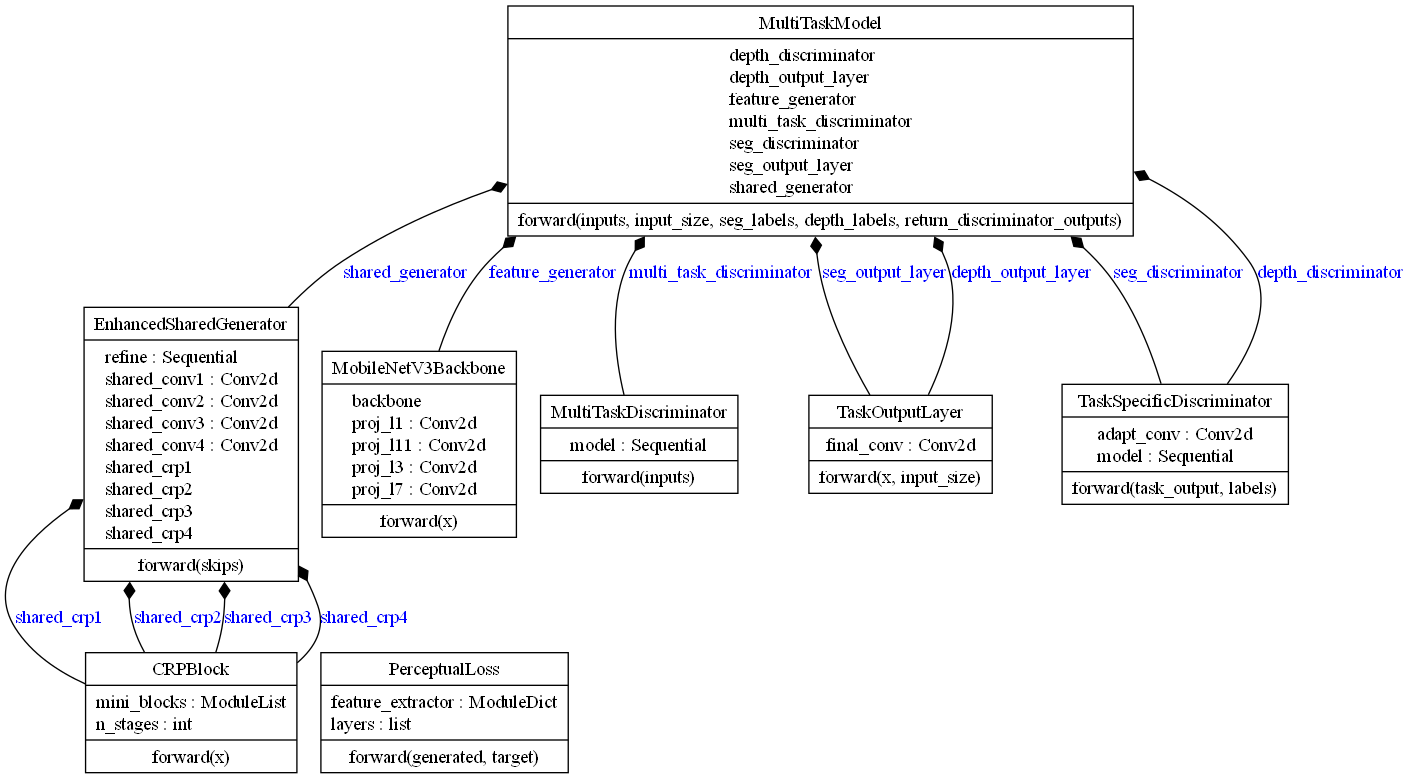 MultiTaskModel
depth_discriminator
depth_output_layer
feature_generator
multi_task_discriminator
seg_discriminator
seg_output_layer
shared_generator
forward(inputs, input_size, seg_labels, depth_labels, return_discriminator_outputs)
shared_generator
feature_generator
multi_task_discriminator
seg_output_layer
depth_output_layer
seg_discriminator
depth_discriminator
EnhancedSharedGenerator
refine : Sequential
shared_conv1 : Conv2d
shared_conv2 : Conv2d
shared_conv3 : Conv2d
shared_conv4 : Conv2d
shared_crp1
shared_crp2
shared_crp3
shared_crp4
forward(skips)
MobileNetV3Backbone
backbone
proj_l1 : Conv2d
proj_l11 : Conv2d
proj_l3 : Conv2d
proj_l7 : Conv2d
forward(x)
MultiTaskDiscriminator
model : Sequential
forward(inputs)
TaskOutputLayer
final_conv : Conv2d
forward(x, input_size)
TaskSpecificDiscriminator
adapt_conv : Conv2d
model : Sequential
forward(task_output, labels)
shared_crp1
shared_crp2
shared_crp3
shared_crp4
CRPBlock
mini_blocks : ModuleList
n_stages : int
forward(x)
PerceptualLoss
feature_extractor : ModuleDict
layers : list
forward(generated, target)